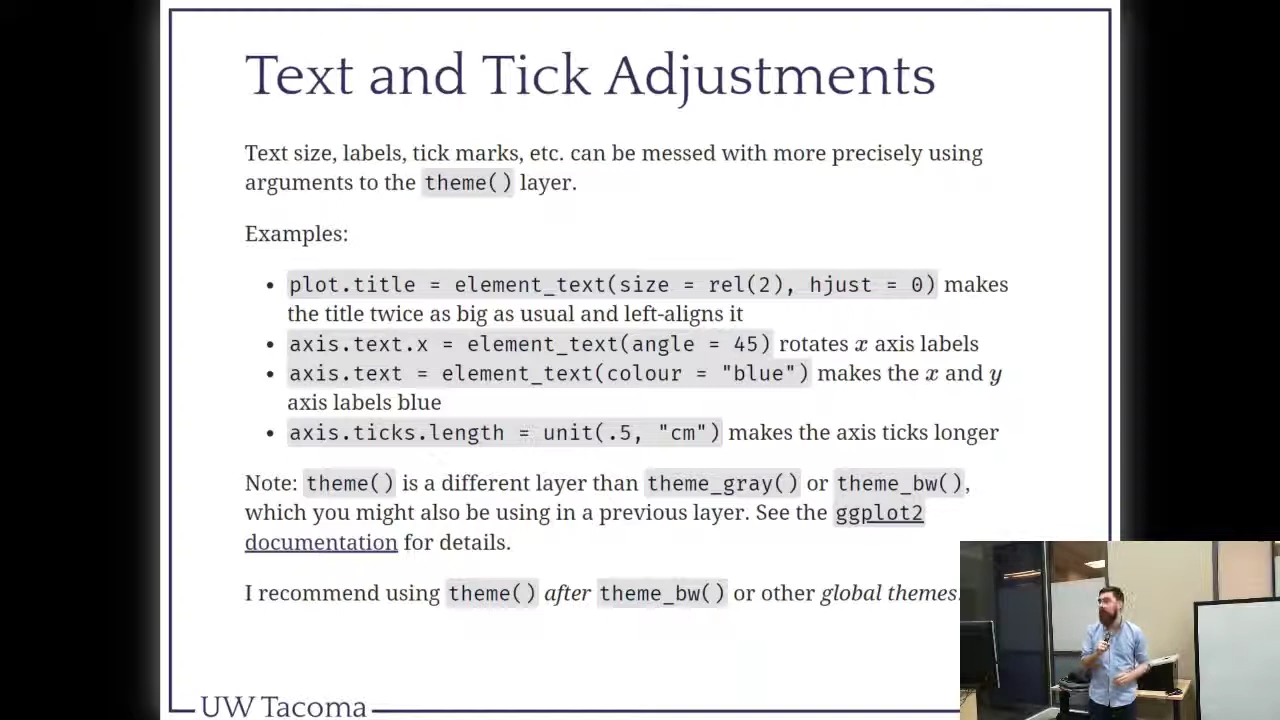 Text and Tick Adjustments
Text size, labels, tick marks, etc. can be messed with more precisely using
arguments to the theme() layer.
Examples:
• plot.title = element_text(size = rel(2), hjust = 0) makes
the title twice as big as usual and left-aligns it
• axis.text.x = element_text(angle = 45) rotates x axis labels
• axis.text = element_text(colour = "blue") makes the x and y
axis labels blue
• axis.ticks.length = unit(.5, "cm") makes the axis ticks longer
Note: theme() is a different layer than theme_gray() or theme_bw(),
which you might also be using in a previous layer. See the ggplot2
documentation for details.
I recommend using theme() after theme_bw() or other global themes.
UW Tacoma